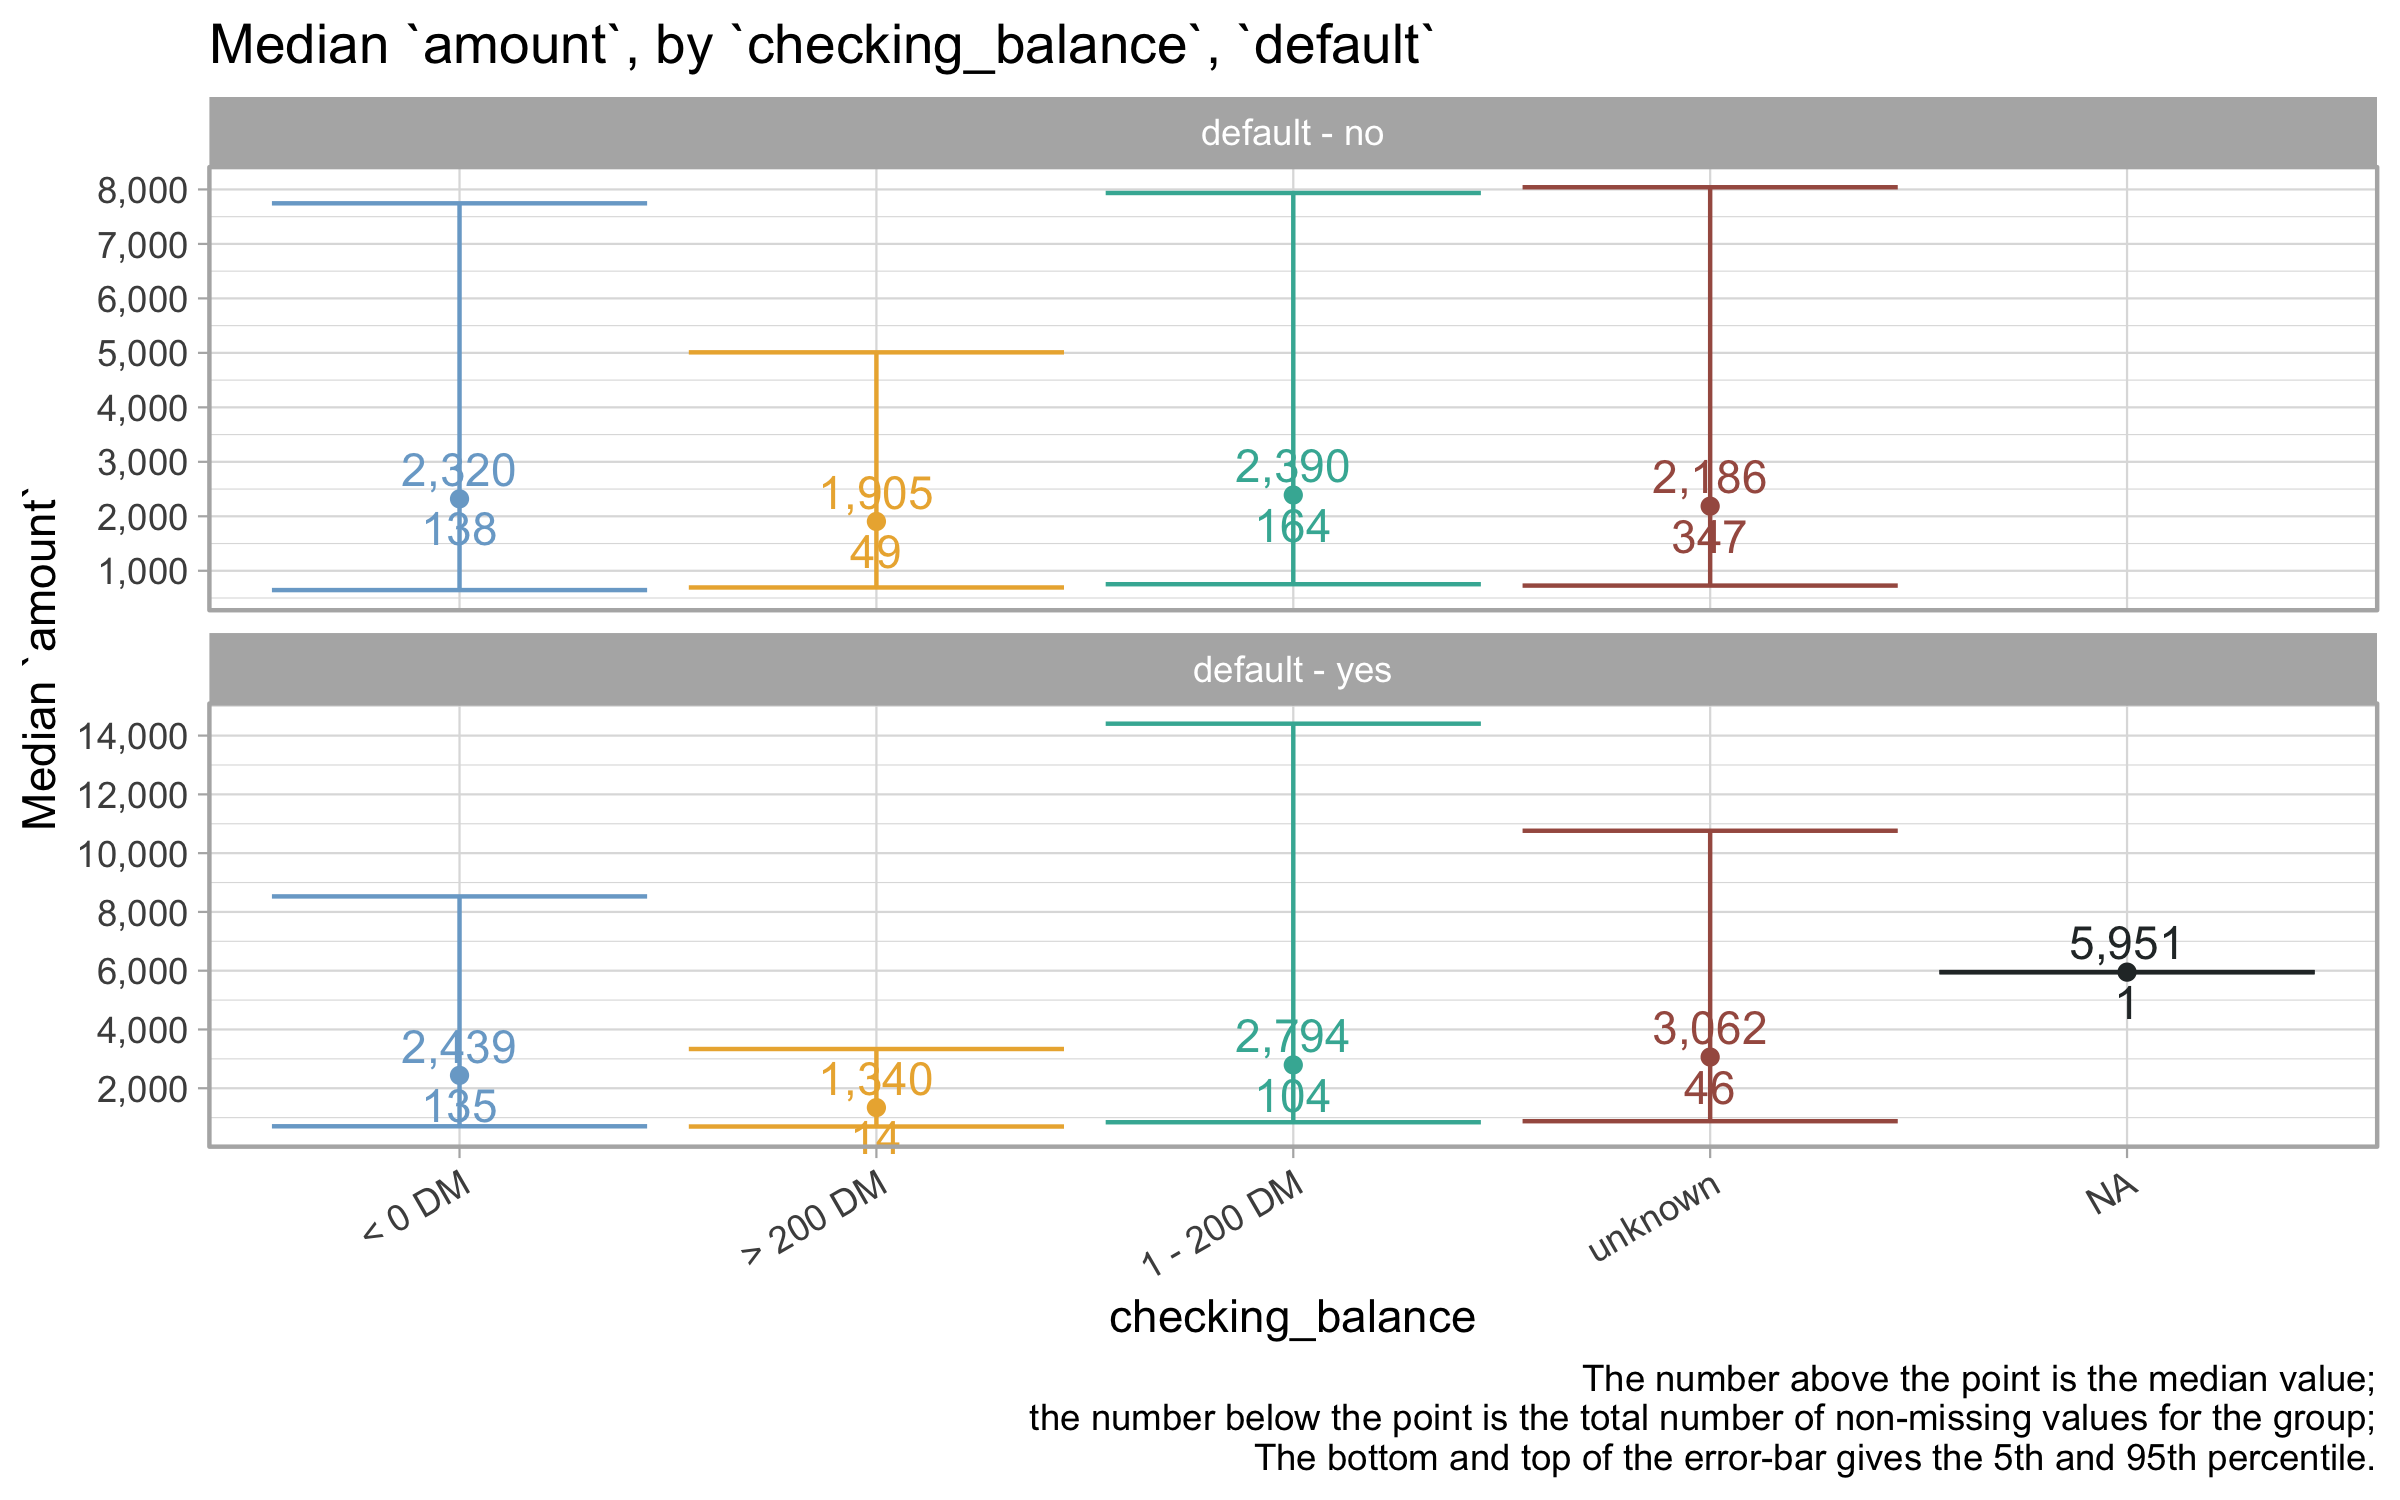 Median `amount`, by `checking_balance`, `default`
default - no
8,000
7,000
6,000
5,000
4,000
3,000
2,000
1,000
2,320
138
1,905
49
2,390
164
2,186
347
Median `amount`
default - yes
14,000
12,000
10,000
8,000
6,000
4,000
2,000
2,439
135
1,340
14
2,794
104
3,062
46
5,951
1
< 0 DM
> 200 DM
1 - 200 DM
unknown
NA
checking_balance
The number above the point is the median value;
the number below the point is the total number of non-missing values for the group;
The bottom and top of the error-bar gives the 5th and 95th percentile.